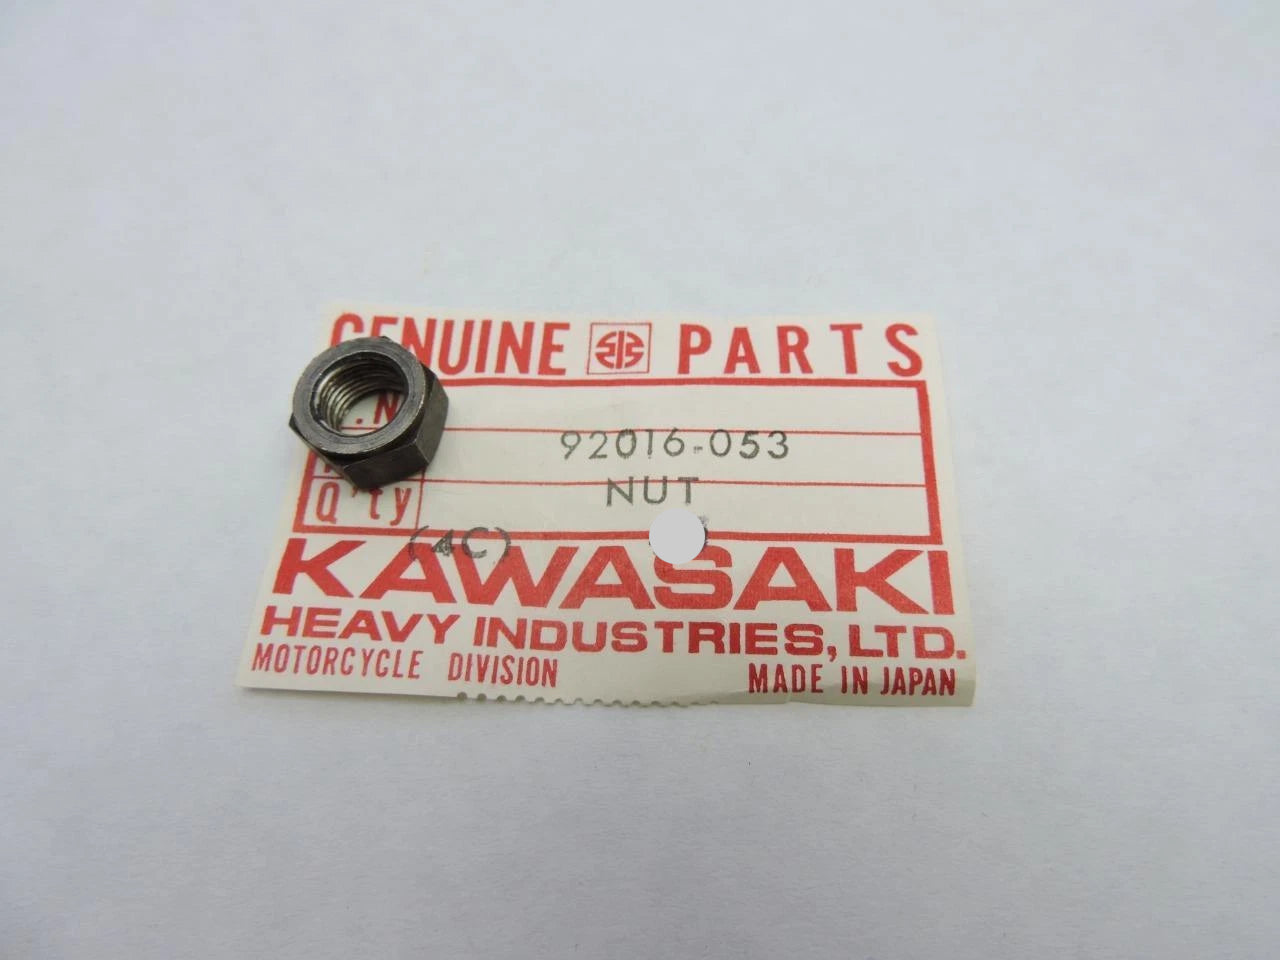 GENUINE PARTS
.N
92016-053
NUT
Q'ty
(4C)
KAWASAKI
HEAVY INDUSTRIES, LTD.
MOTORCYCLE DIVISION MADE IN JAPAN